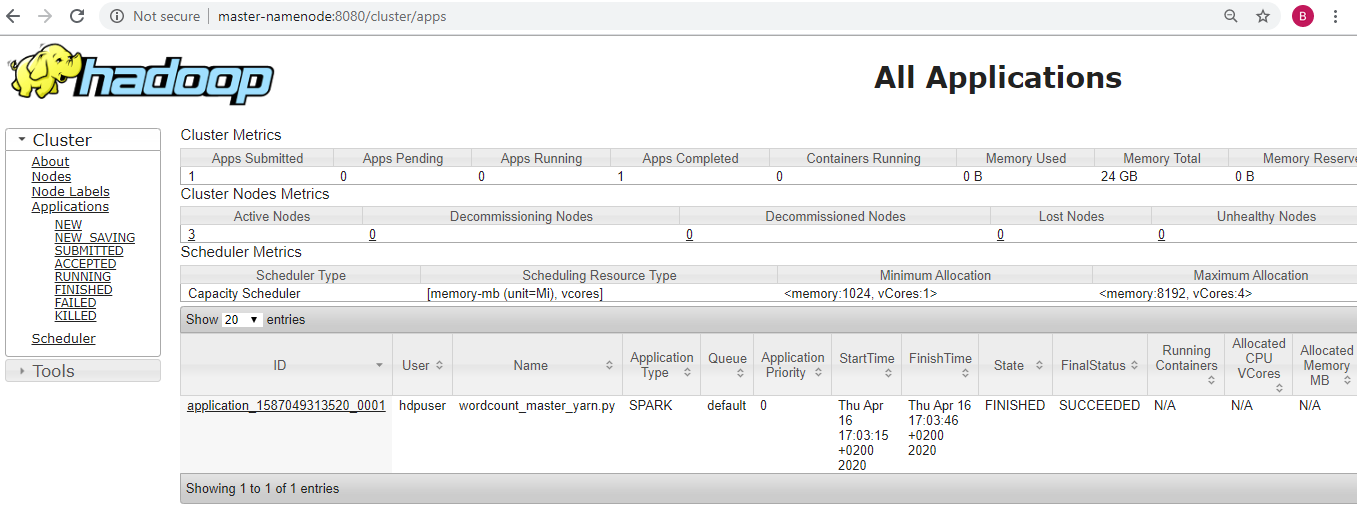 Not secure | master-namenode:8080/cluster/apps B
hadoop
All Applications
Cluster
About
Nodes
Node Labels
Applications
NEW
NEW_SAVING
SUBMITTED
ACCEPTED
RUNNING
FINISHED
FAILED
KILLED
Scheduler
Tools
Cluster Metrics
Apps Submitted Apps Pending Apps Running Apps Completed Containers Running Memory Used Memory Total Memory Reserve
1 0 0 1 0 0 B 24 GB 0 B
Cluster Nodes Metrics
Active Nodes Decommissioning Nodes Decommissioned Nodes Lost Nodes Unhealthy Nodes
3 0 0 0 0
Scheduler Metrics
Scheduler Type Scheduling Resource Type Minimum Allocation Maximum Allocation
Capacity Scheduler [memory-mb (unit=Mi), vcores] <memory:1024, vCores:1> <memory:8192, vCores:4>
Show 20 entries
ID User Name Application Type Queue Application Priority StartTime FinishTime State FinalStatus Running Containers Allocated CPU VCores Allocated Memory MB
application_1587049313520_0001 hdpuser wordcount_master_yarn.py SPARK default 0 Thu Apr 16 17:03:15 +0200 2020 Thu Apr 16 17:03:46 +0200 2020 FINISHED SUCCEEDED N/A N/A N/A
Showing 1 to 1 of 1 entries